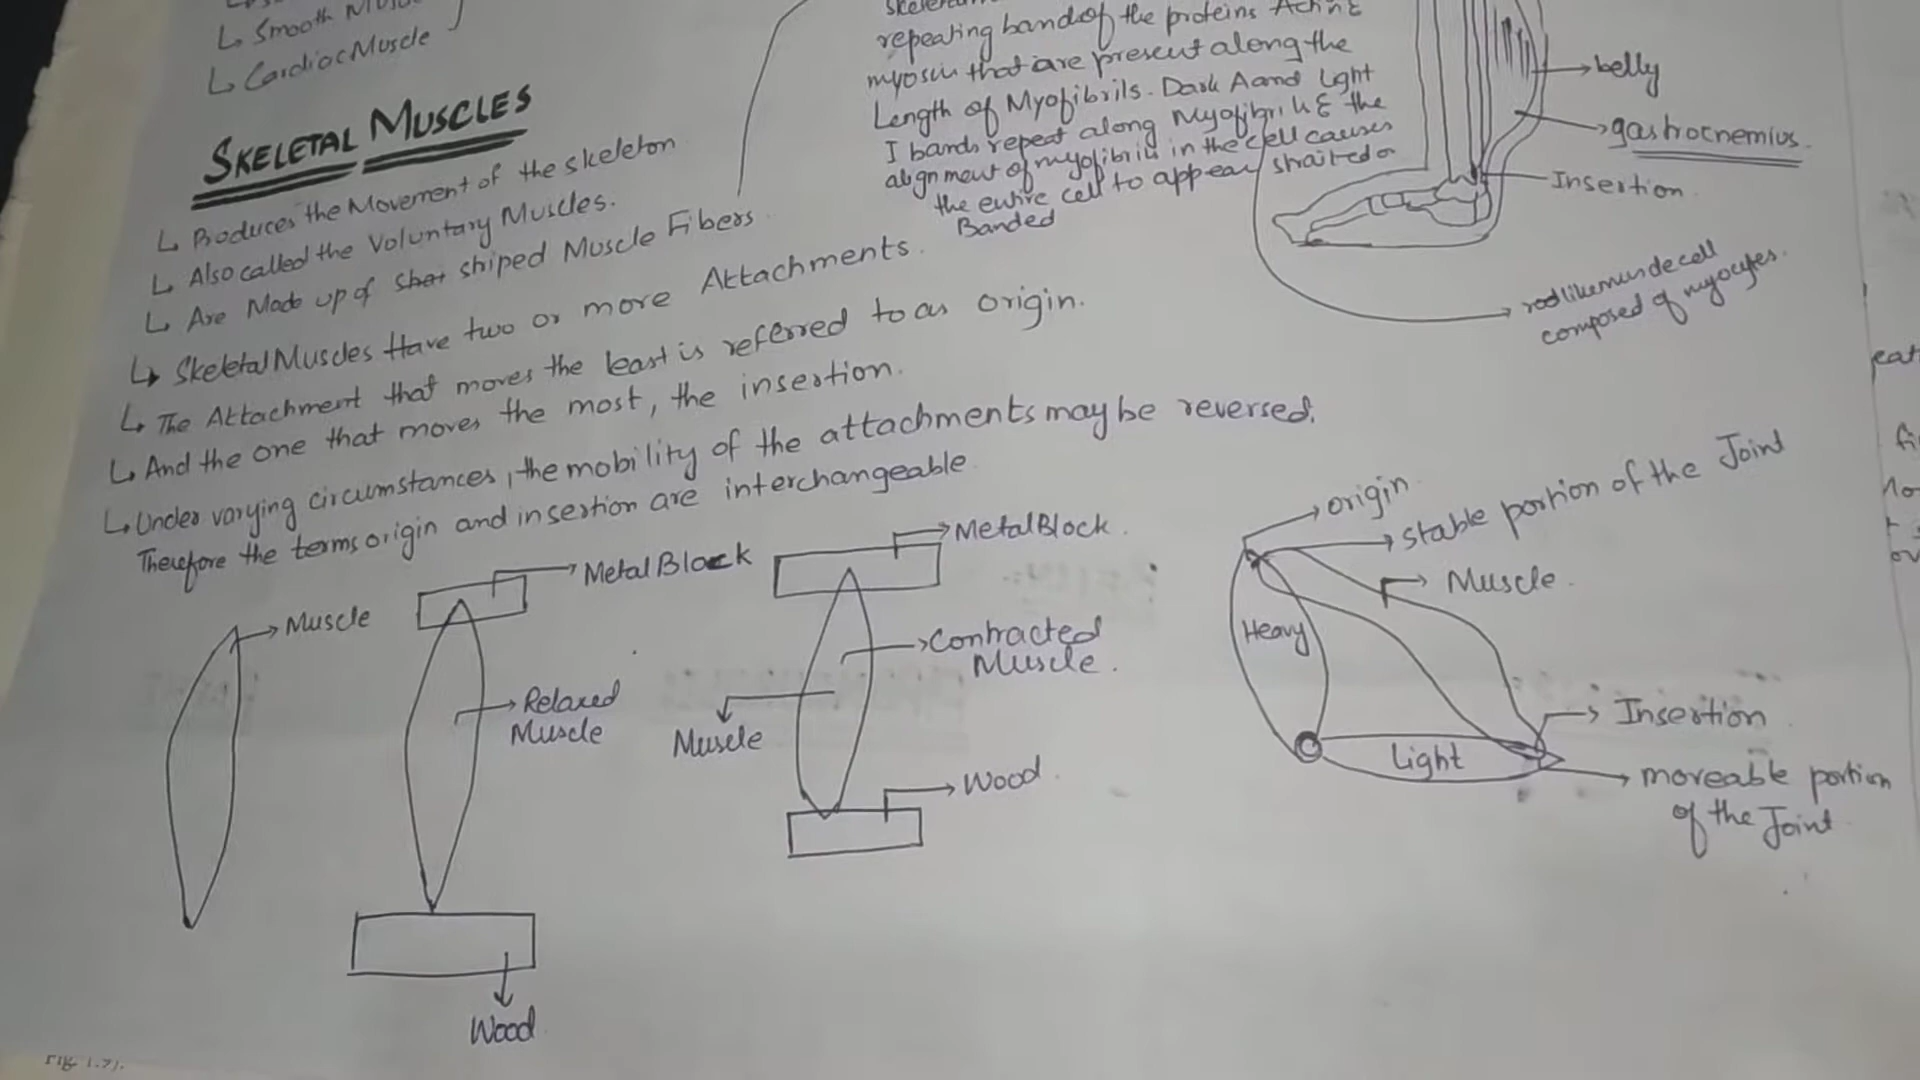 ↳ Smooth
↳ Cardiac Muscle
SKELETAL MUSCLES
↳ Produces the Movement of the skeleton
↳ Also called the Voluntary Muscles.
↳ Are Made up of striped Muscle Fibers
↳ Skeletal Muscles Have two or more Attachments.
↳ The Attachment that moves the least is referred to as origin.
↳ And the one that moves the most, the insertion.
↳ Under varying circumstances, the mobility of the attachments may be reversed.
Therefore the terms origin and insertion are interchangeable
repeating band of the proteins Actin &
myosin that are present along the
Length of Myofibrils. Dark A and Light
I bands repeat along Myofibrils & the
alignment of myofibrils in the cell causes
the entire cell to appear straited or
Banded
belly
gastrocnemius.
Insertion
rod like muscle cell
composed of myocytes.
Muscle
Metal Block
Relaxed
Muscle
Wood
Metal Block.
Contracted
Muscle.
Muscle
Wood.
origin
stable portion of the Joint
Muscle.
Heavy
Light
Insertion
moveable portion
of the Joint
Fig 1.21.